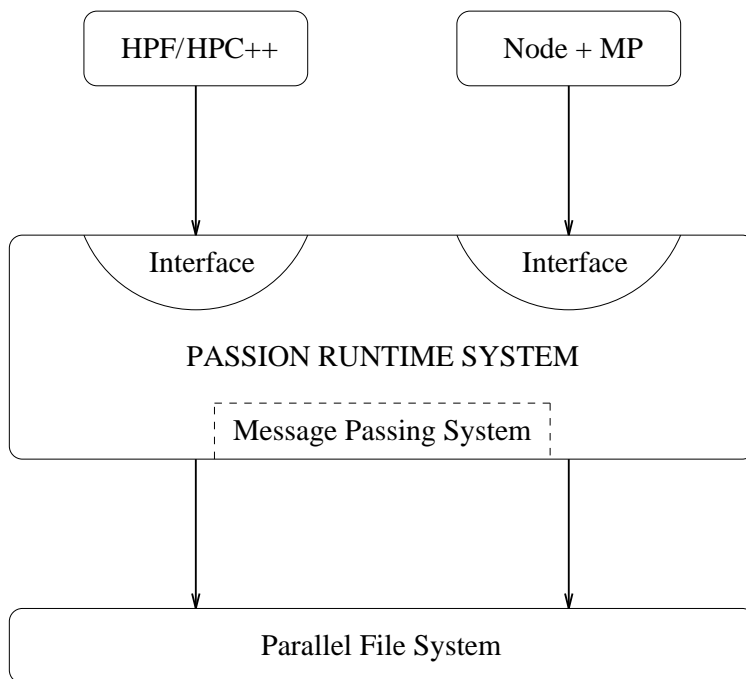 HPF/HPC++
Node + MP
Interface
Interface
PASSION RUNTIME SYSTEM
Message Passing System
Parallel File System